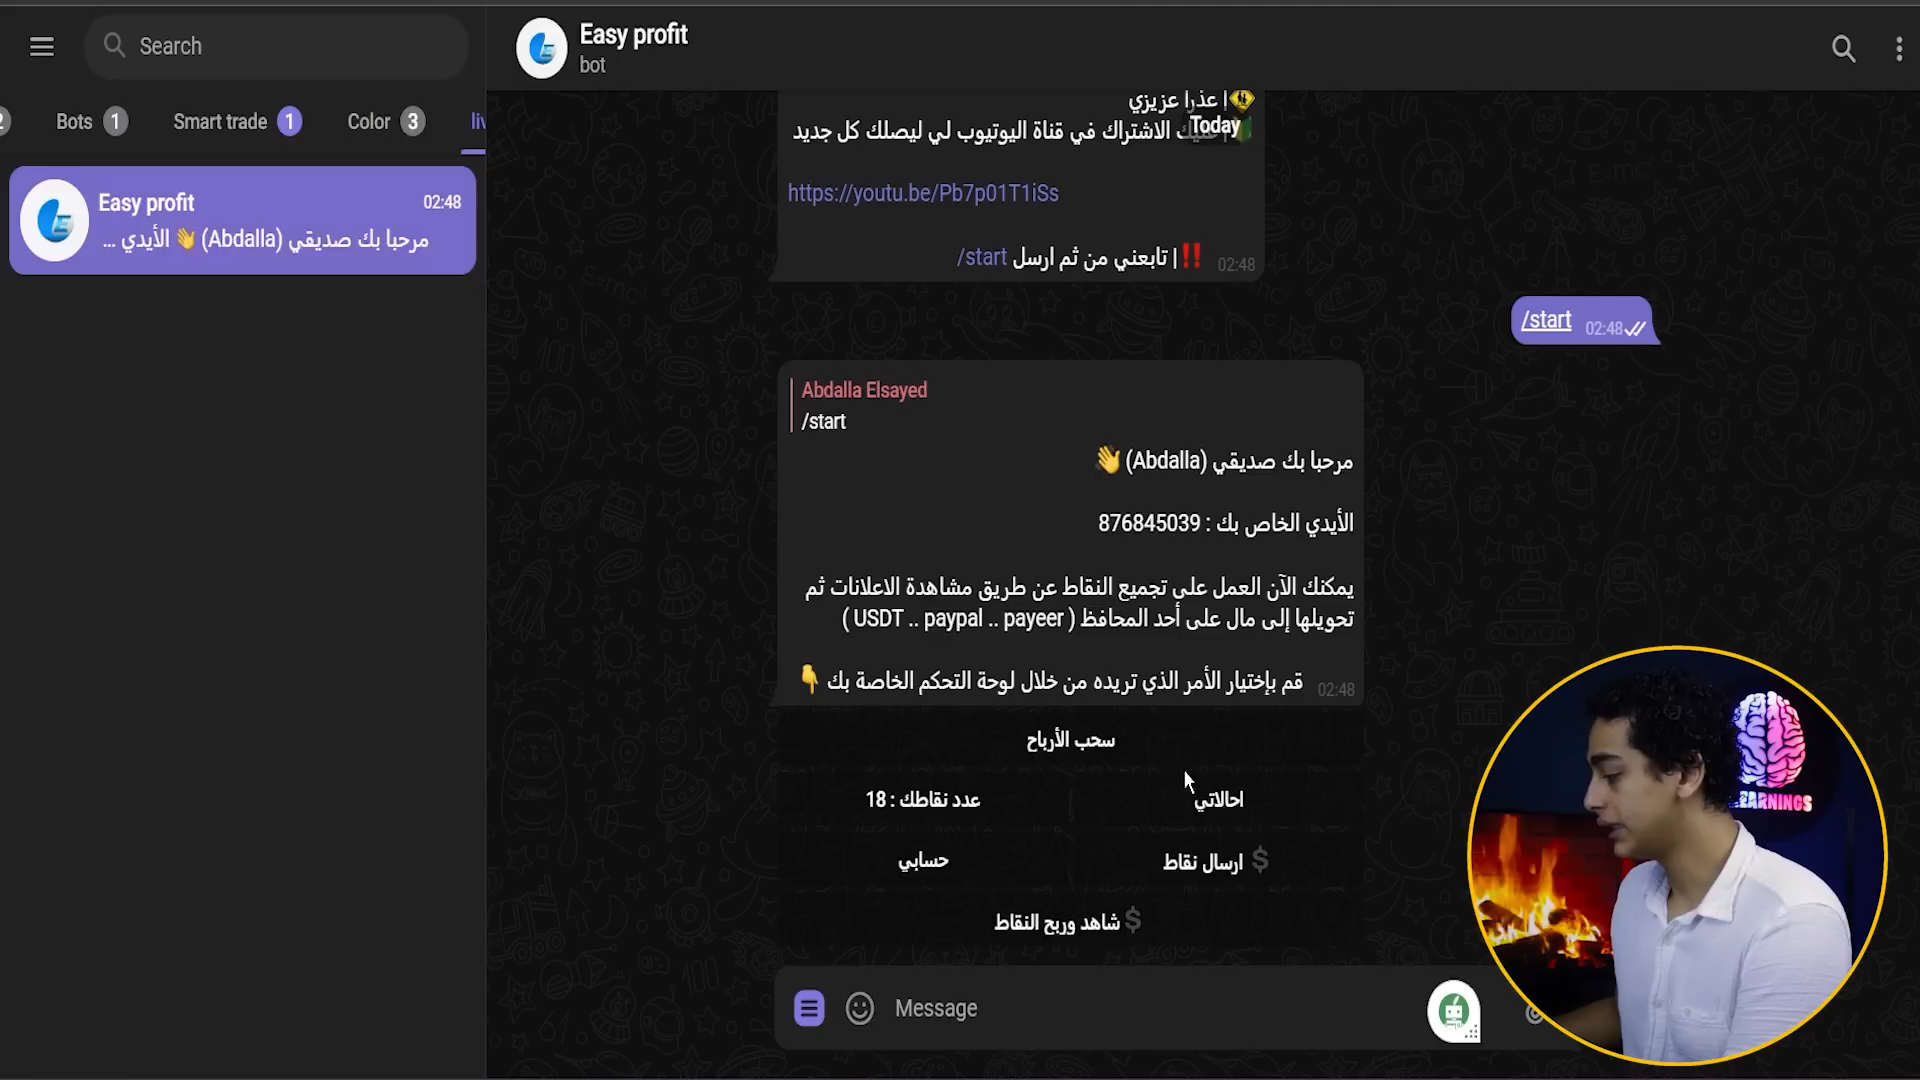 Search
Easy profit
bot
2
Bots 1
Smart trade 1
Color 3
liv
Easy profit
02:48
مرحبا بك صديقي (Abdalla) 👋 الأيدي ...
| عذرا عزيزي
Today
| عليك الاشتراك في قناة اليوتيوب لي ليصلك كل جديد
https://youtu.be/Pb7p01T1iSs
‼️| تابعني من ثم ارسل /start
02:48
/start
02:48
Abdalla Elsayed
/start
مرحبا بك صديقي (Abdalla) 👋
الأيدي الخاص بك : 876845039
يمكنك الآن العمل على تجميع النقاط عن طريق مشاهدة الاعلانات ثم
تحويلها إلى مال على أحد المحافظ ( USDT .. paypal .. payeer )
قم بإختيار الأمر الذي تريده من خلال لوحة التحكم الخاصة بك 👇
02:48
سحب الأرباح
احالاتي
عدد نقاطك : 18
ارسال نقاط $
حسابي
شاهد وربح النقاط $
Message
EARNINGS